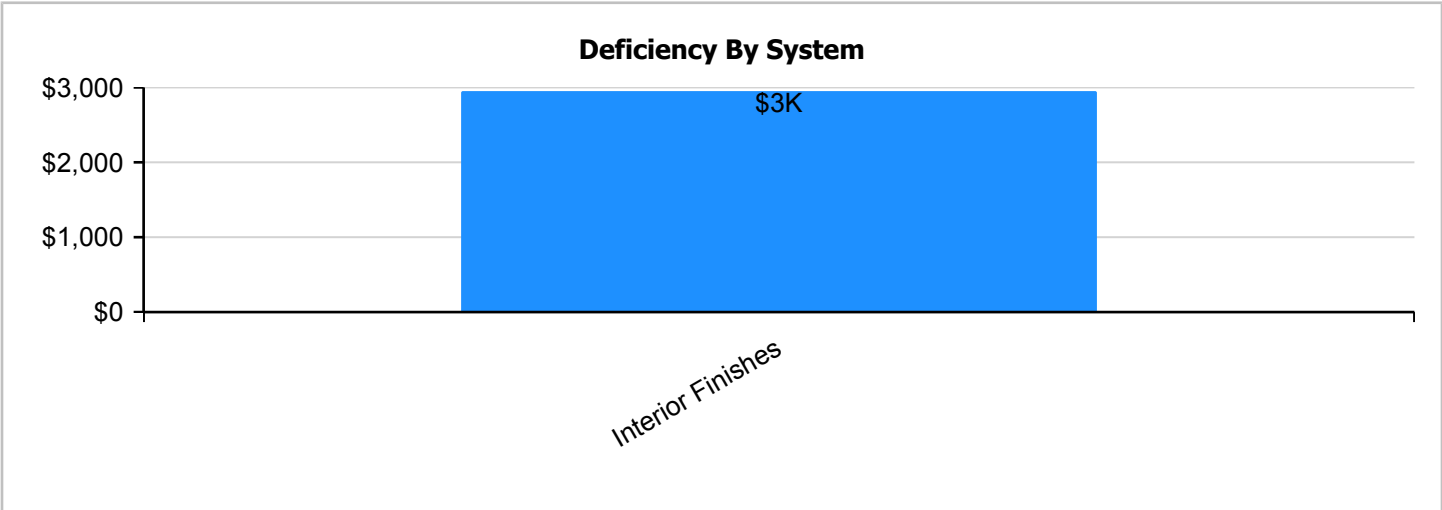 Deficiency By System
$3,000
$3K
$2,000
$1,000
$0
Interior Finishes